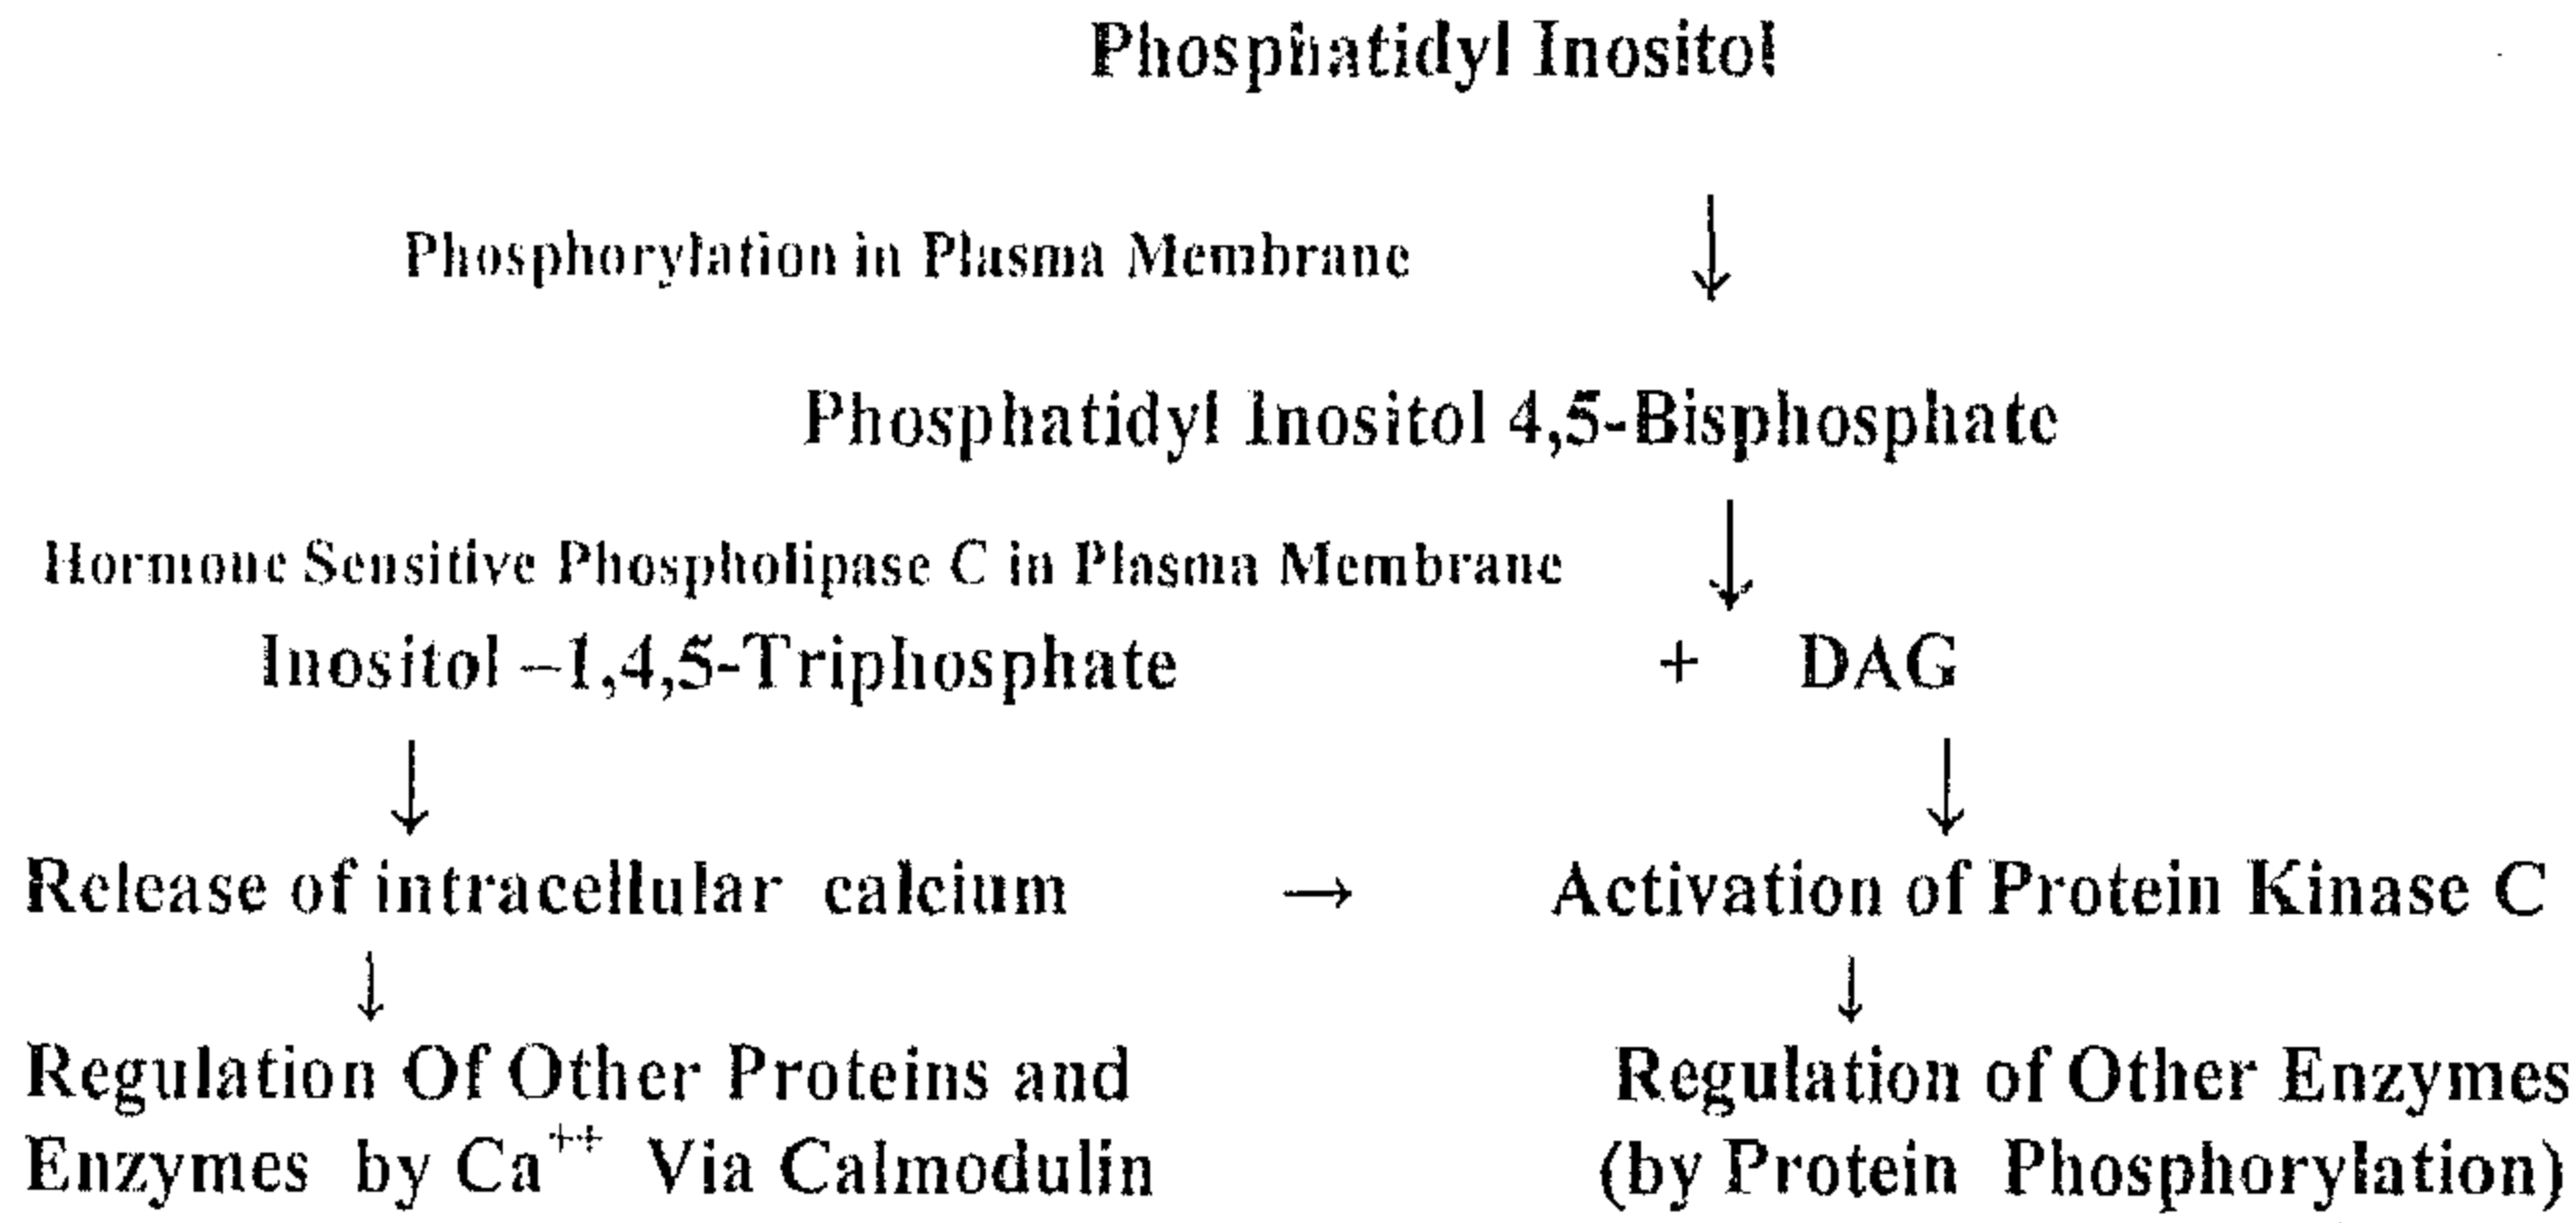 Phosphatidyl Inositol
Phosphorylation in Plasma Membrane
↓
Phosphatidyl Inositol 4,5-Bisphosphate
↓
Hormone Sensitive Phospholipase C in Plasma Membrane
Inositol –1,4,5-Triphosphate + DAG
↓ ↓
Release of intracellular calcium → Activation of Protein Kinase C
↓ ↓
Regulation Of Other Proteins and Regulation of Other Enzymes
Enzymes by Ca⁺⁺ Via Calmodulin (by Protein Phosphorylation)